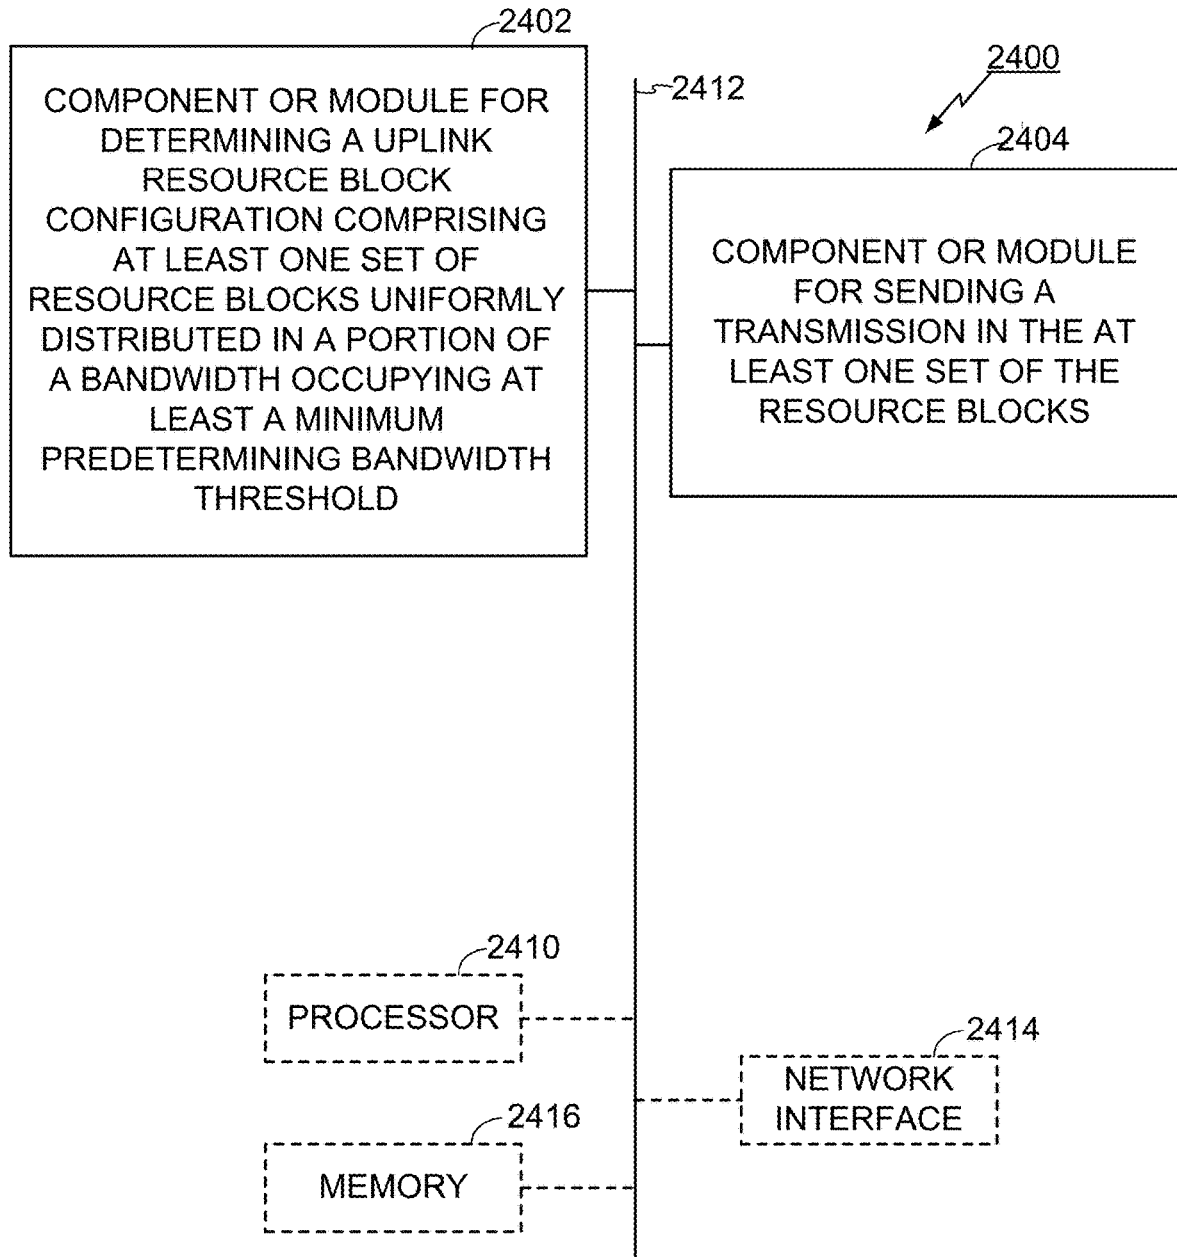 2402
COMPONENT OR MODULE FOR
DETERMINING A UPLINK
RESOURCE BLOCK
CONFIGURATION COMPRISING
AT LEAST ONE SET OF
RESOURCE BLOCKS UNIFORMLY
DISTRIBUTED IN A PORTION OF
A BANDWIDTH OCCUPYING AT
LEAST A MINIMUM
PREDETERMINING BANDWIDTH
THRESHOLD
2412
2400
2404
COMPONENT OR MODULE
FOR SENDING A
TRANSMISSION IN THE AT
LEAST ONE SET OF THE
RESOURCE BLOCKS
2410
PROCESSOR
2414
NETWORK
INTERFACE
2416
MEMORY